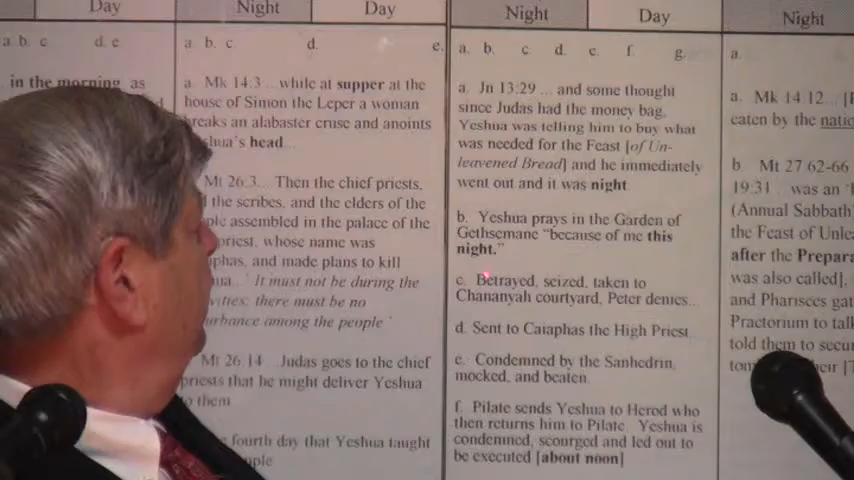 Day
Night
Day
Night
Day
Night
a. b. c. d. e.
in the morning as
a. b. c. d. e.
a. Mk 14:3 ... while at supper at the
house of Simon the Leper a woman
breaks an alabaster cruse and anoints
head...
Mt 26:3... Then the chief priests,
the scribes, and the elders of the
assembled in the palace of the
priest, whose name was
and made plans to kill
It must not be during the
there must be no
among the people '
Mt 26:14 ... Judas goes to the chief
priests that he might deliver Yeshua
to them
fourth day that Yeshua taught
a. b. c. d. e. f. g.
a. Jn 13:29 ... and some thought
since Judas had the money bag,
Yeshua was telling him to buy what
was needed for the Feast [of Un-
leavened Bread] and he immediately
went out and it was night.
b. Yeshua prays in the Garden of
Gethsemane “because of me this
night.”
c. Betrayed, seized, taken to
Chananyah courtyard, Peter denies...
d. Sent to Caiaphas the High Priest.
e. Condemned by the Sanhedrin,
mocked, and beaten.
f. Pilate sends Yeshua to Herod who
then returns him to Pilate. Yeshua is
condemned, scourged and led out to
be executed [about noon]
a.
a. Mk 14:12...
eaten by the
b. Mt 27:62-66
19:31 ... was an
(Annual Sabbath
the Feast of
after the
was also called].
and Pharisees
Praetorium to
told them to